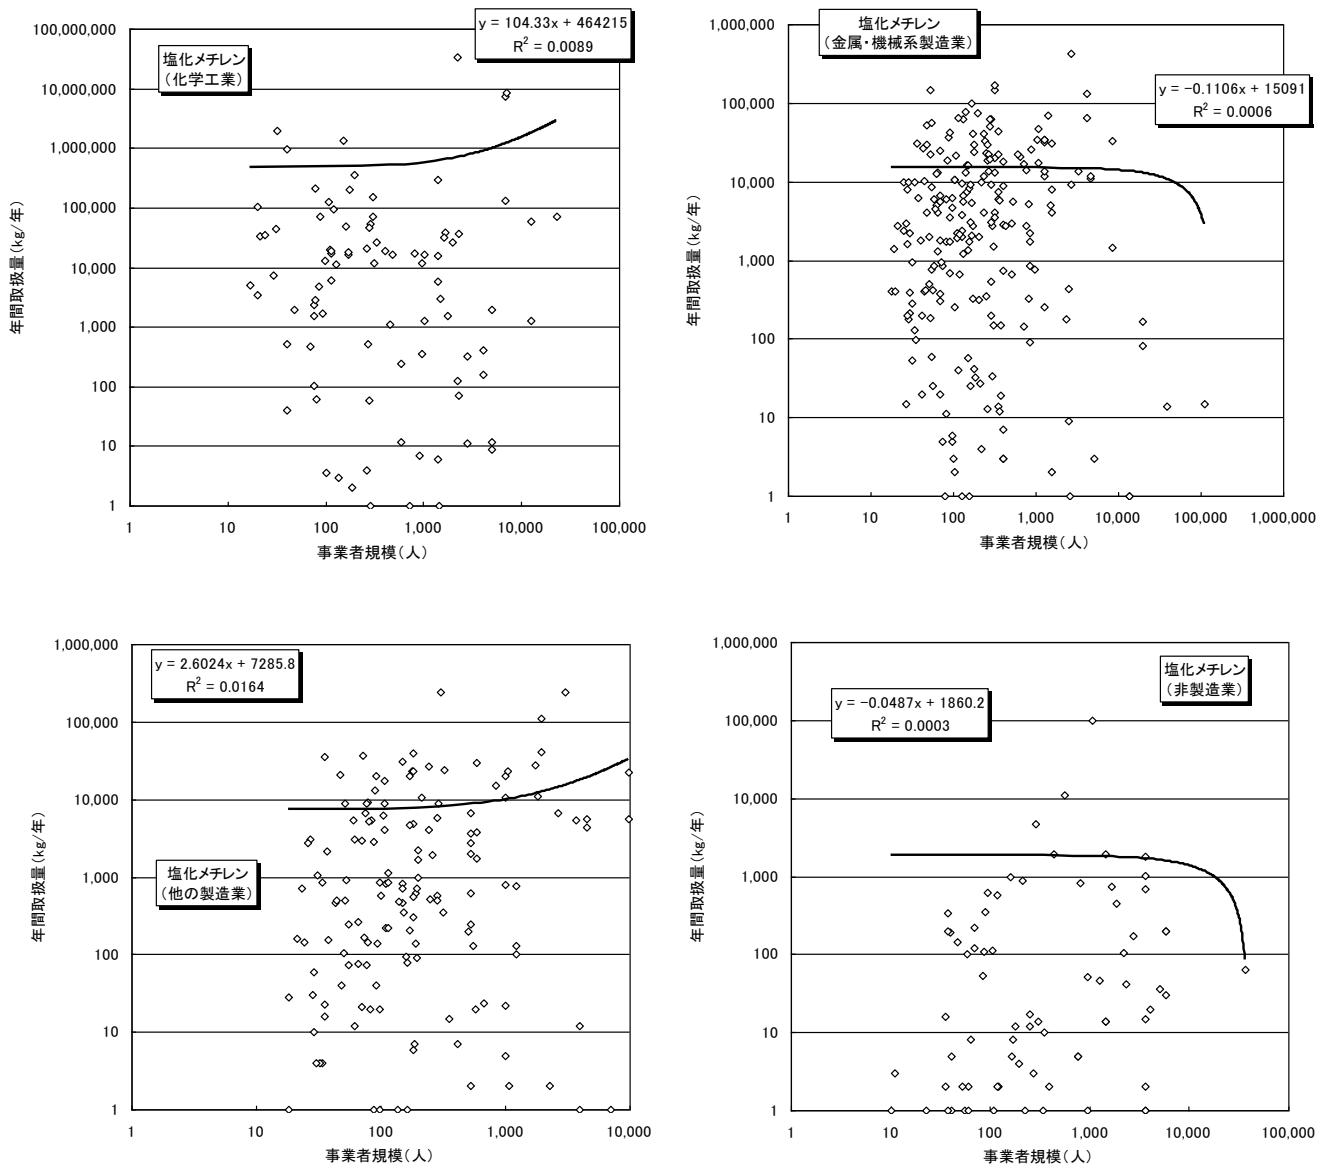 y = 104.33x + 464215
R² = 0.0089
塩化メチレン
（化学工業）
100,000,000
10,000,000
1,000,000
100,000
10,000
1,000
100
10
1
年間取扱量(kg/年)
1
10
100
1,000
10,000
100,000
事業者規模（人）
塩化メチレン
（金属・機械系製造業）
y = −0.1106x + 15091
R² = 0.0006
1,000,000
100,000
10,000
1,000
100
10
1
年間取扱量(kg/年)
1
10
100
1,000
10,000
100,000
1,000,000
事業者規模（人）
y = 2.6024x + 7285.8
R² = 0.0164
塩化メチレン
（他の製造業）
1,000,000
100,000
10,000
1,000
100
10
1
年間取扱量(kg/年)
1
10
100
1,000
10,000
事業者規模（人）
塩化メチレン
（非製造業）
y = −0.0487x + 1860.2
R² = 0.0003
1,000,000
100,000
10,000
1,000
100
10
1
年間取扱量(kg/年)
1
10
100
1,000
10,000
100,000
事業者規模（人）